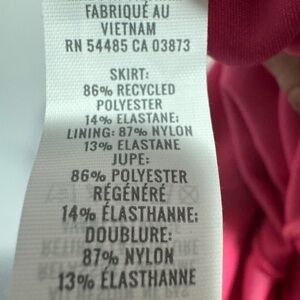 FABRIQUÉ AU
VIETNAM
RN 54485 CA 03873
SKIRT:
86% RECYCLED
POLYESTER
14% ELASTANE;
LINING: 87% NYLON
13% ELASTANE
JUPE:
86% POLYESTER
RÉGÉNÉRÉ
14% ÉLASTHANNE;
DOUBLURE:
87% NYLON
13% ÉLASTHANNE